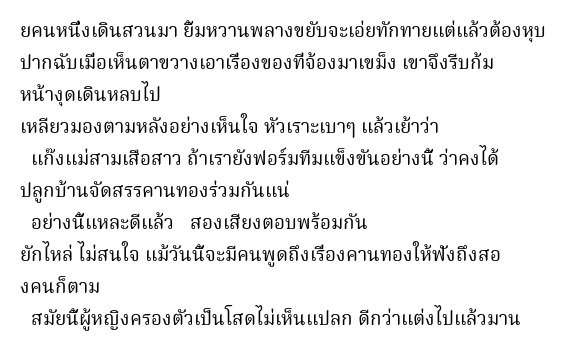 ยคนหนึ่งเดินสวนมา ยิ้มหวานพลางขยับจะเอ่ยทักทายแต่แล้วต้องหุบ
ปากฉับเมื่อเห็นตาขวางเอาเรื่องของที่จ้องมาเขม็ง เขาจึงรีบก้ม
หน้างุดเดินหลบไป
เหลียวมองตามหลังอย่างเห็นใจ หัวเราะเบาๆ แล้วเย้าว่า
แก๊งแม่สามเสือสาว ถ้าเรายังฟอร์มทีมแข็งขันอย่างนี้ ว่าคงได้
ปลูกบ้านจัดสรรคานทองร่วมกันแน่
อย่างนี้แหละดีแล้ว สองเสียงตอบพร้อมกัน
ยักไหล่ ไม่สนใจ แม้วันนี้จะมีคนพูดถึงเรื่องคานทองให้ฟังถึงสอ
งคนก็ตาม
สมัยนี้ผู้หญิงครองตัวเป็นโสดไม่เห็นแปลก ดีกว่าแต่งไปแล้วมาน